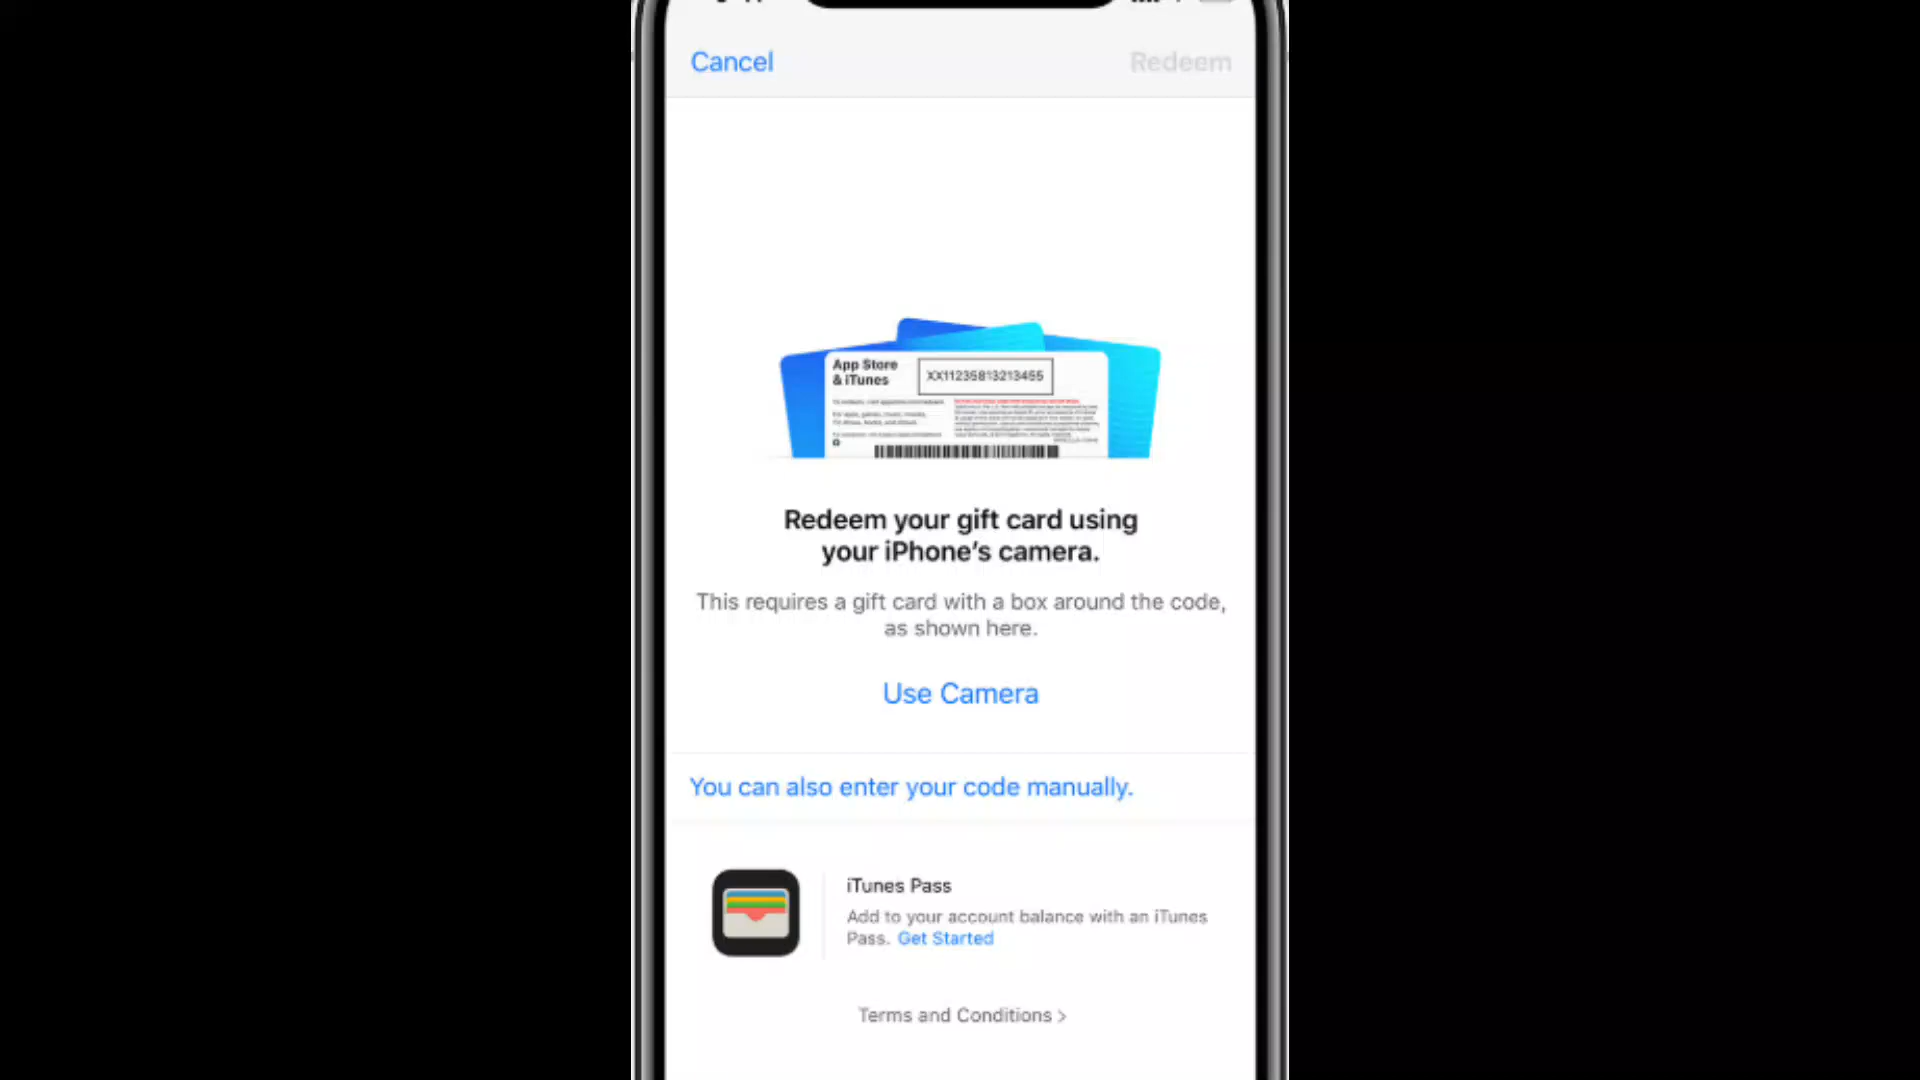 Cancel
Redeem
App Store
& iTunes
XX11235813213455
Redeem your gift card using
your iPhone's camera.
This requires a gift card with a box around the code,
as shown here.
Use Camera
You can also enter your code manually.
iTunes Pass
Add to your account balance with an iTunes
Pass. Get Started
Terms and Conditions >